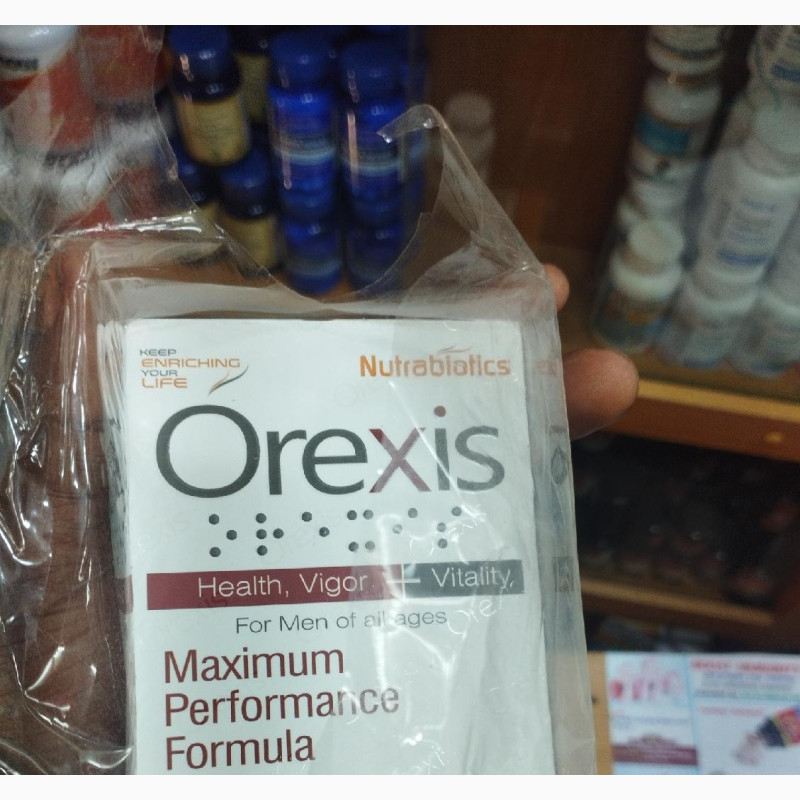 KEEP
ENRICHING
YOUR
LIFE
Nutrabiotics
Orexis
Health, Vigor + Vitality
For Men of all ages
Maximum
Performance
Formula